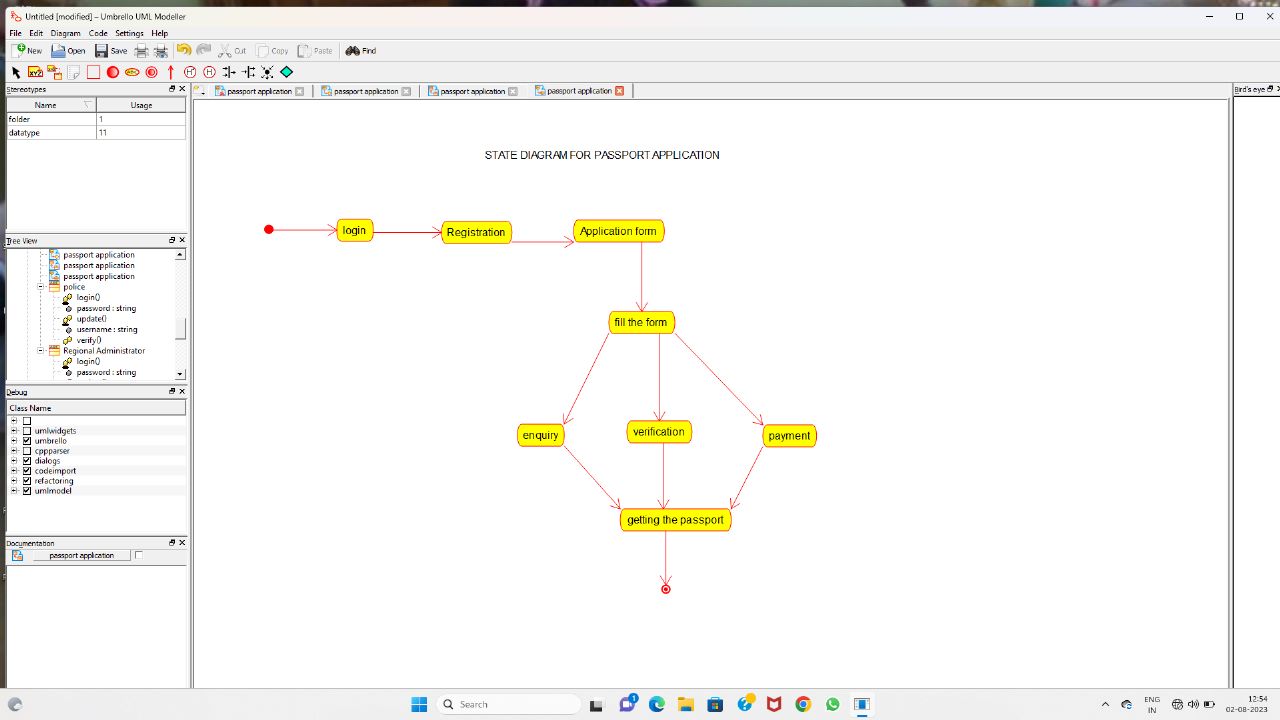 Untitled [modified] – Umbrello UML Modeller
File Edit Diagram Code Settings Help
New Open Save Cut Copy Paste Find
Stereotypes
Name Usage
folder 1
datatype 11
Tree View
passport application
passport application
passport application
police
login()
password : string
update()
username : string
verify()
Regional Administrator
login()
password : string
Debug
Class Name
umlwidgets
umbrello
cppparser
dialogs
codeimport
refactoring
umlmodel
Documentation
passport application
passport application passport application passport application passport application
Bird's eye
STATE DIAGRAM FOR PASSPORT APPLICATION
login Registration Application form
fill the form
enquiry verification payment
getting the passport
Search
1
ENG
IN
12:54
02-08-2023